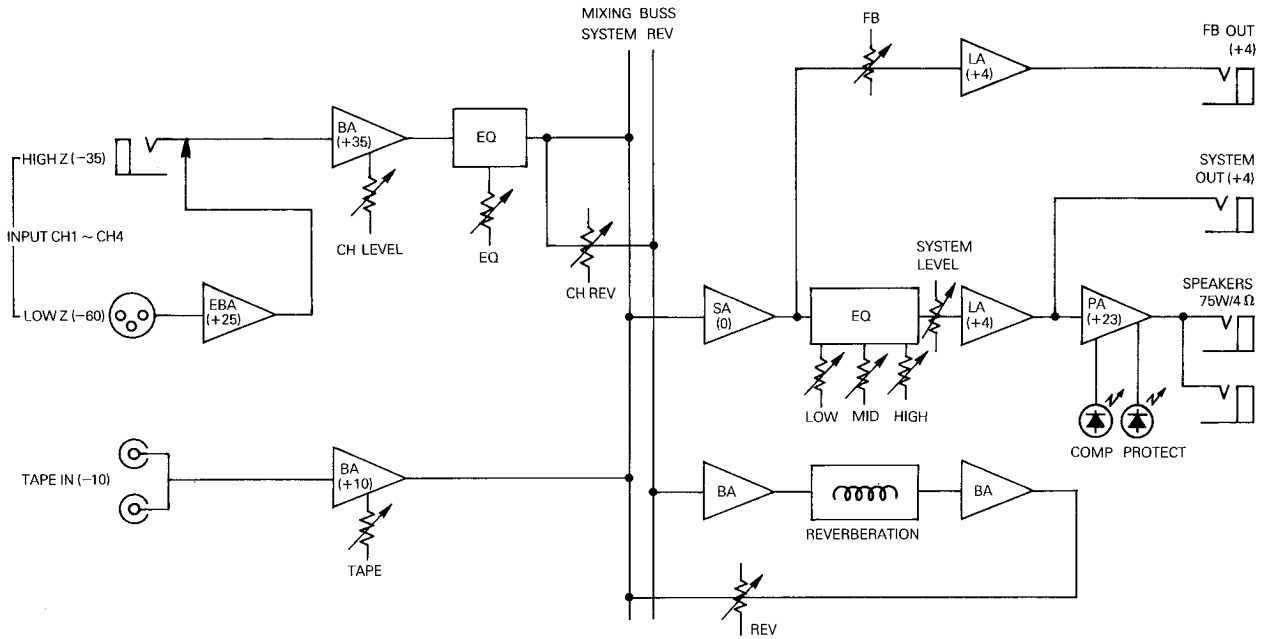 MIXING BUSS
SYSTEM REV
FB
LA
(+4)
FB OUT
(+4)
HIGH Z (−35)
BA
(+35)
EQ
CH LEVEL
EQ
INPUT CH1 ~ CH4
CH REV
LOW Z (−60)
EBA
(+25)
SYSTEM
OUT (+4)
SYSTEM
LEVEL
SPEAKERS
75W/4 Ω
SA
(0)
EQ
LA
(+4)
PA
(+23)
LOW MID HIGH
COMP PROTECT
TAPE IN (−10)
BA
(+10)
TAPE
BA
REVERBERATION
BA
REV